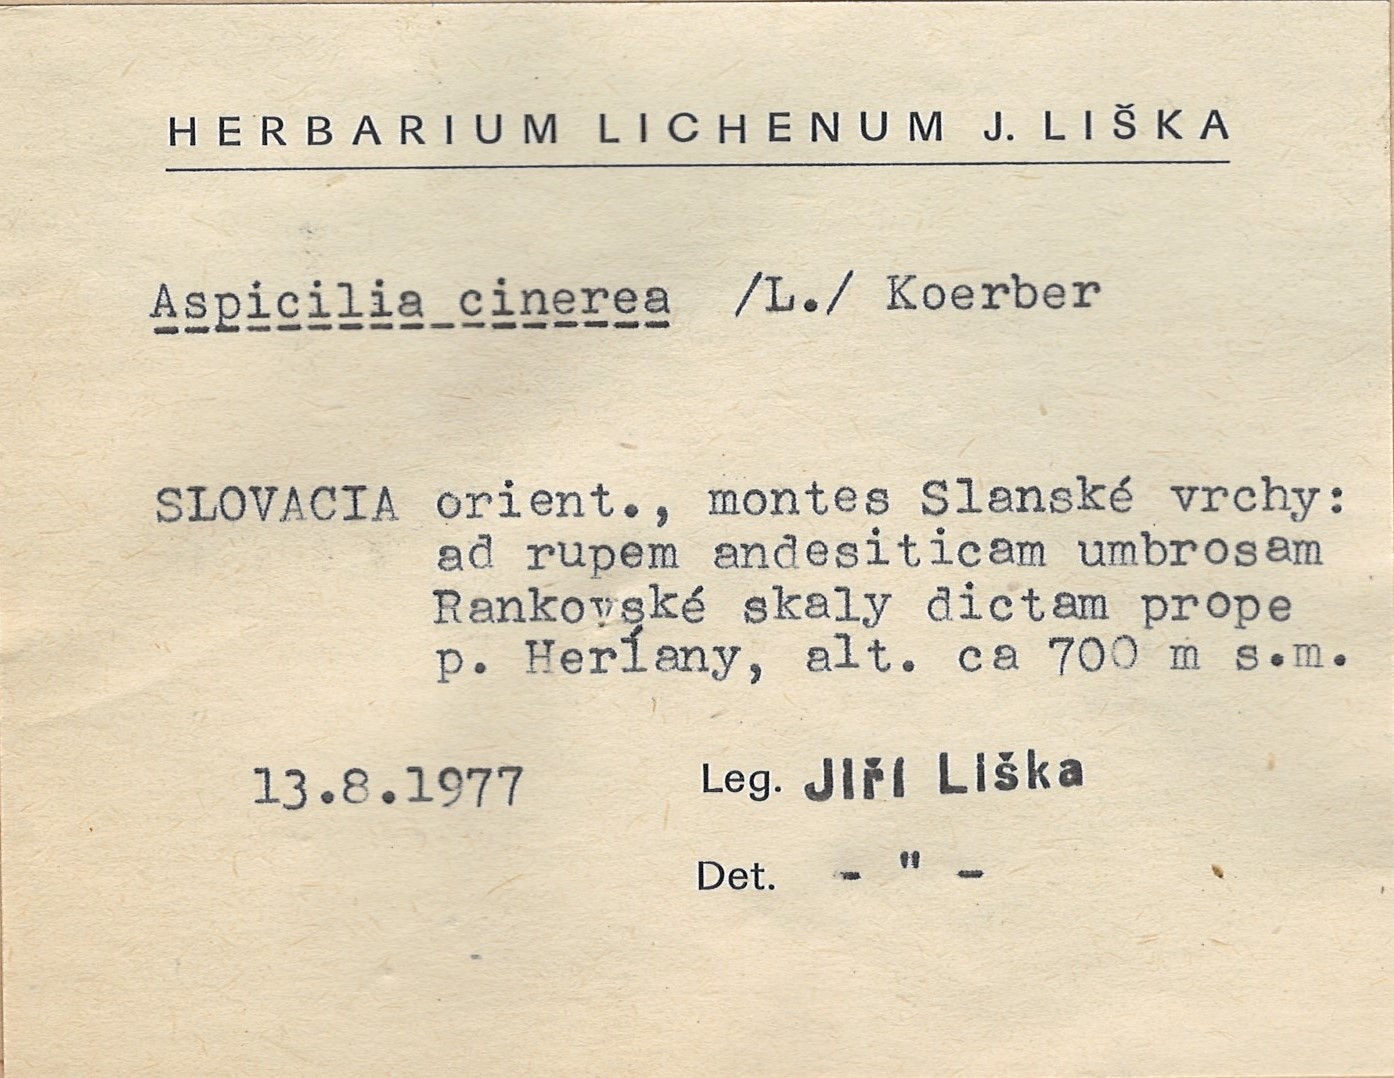 HERBARIUM LICHENUM J. LIŠKA
Aspicilia cinerea /L./ Koerber
SLOVACIA orient., montes Slanské vrchy:
ad rupem andesiticam umbrosam
Rankovské skaly dictam prope
p. Herĺany, alt. ca 700 m s.m.
13.8.1977 Leg. Jiří Liška
Det. - " -